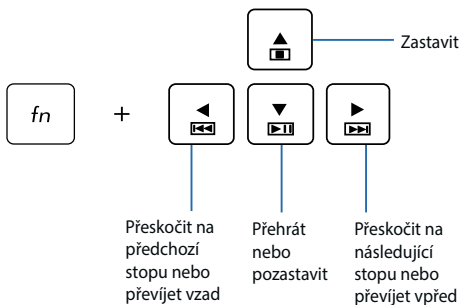 Zastavit
fn
+
Přeskočit na
předchozí
stopu nebo
převíjet vzad
Přehrát
nebo
pozastavit
Přeskočit na
následující
stopu nebo
převíjet vpřed